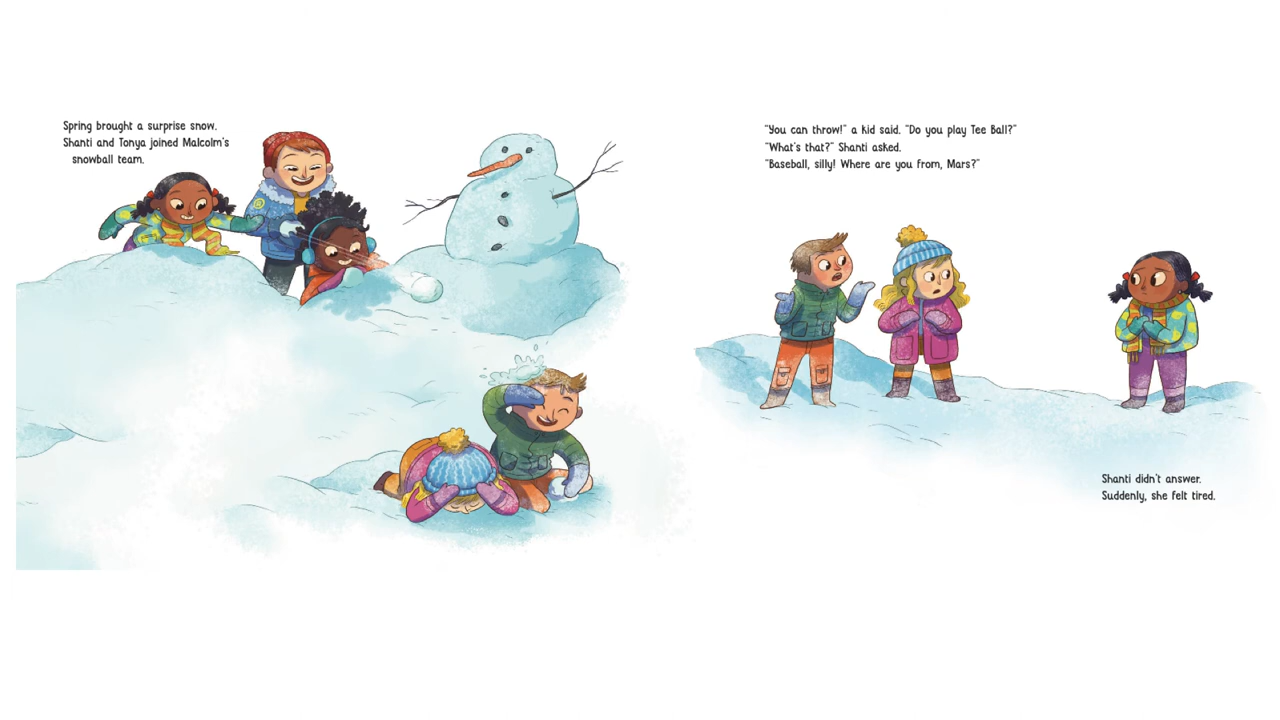 Spring brought a surprise snow.
Shanti and Tonya joined Malcolm's
snowball team.
"You can throw!" a kid said. "Do you play Tee Ball?"
"What's that?" Shanti asked.
"Baseball, silly! Where are you from, Mars?"
Shanti didn't answer.
Suddenly, she felt tired.